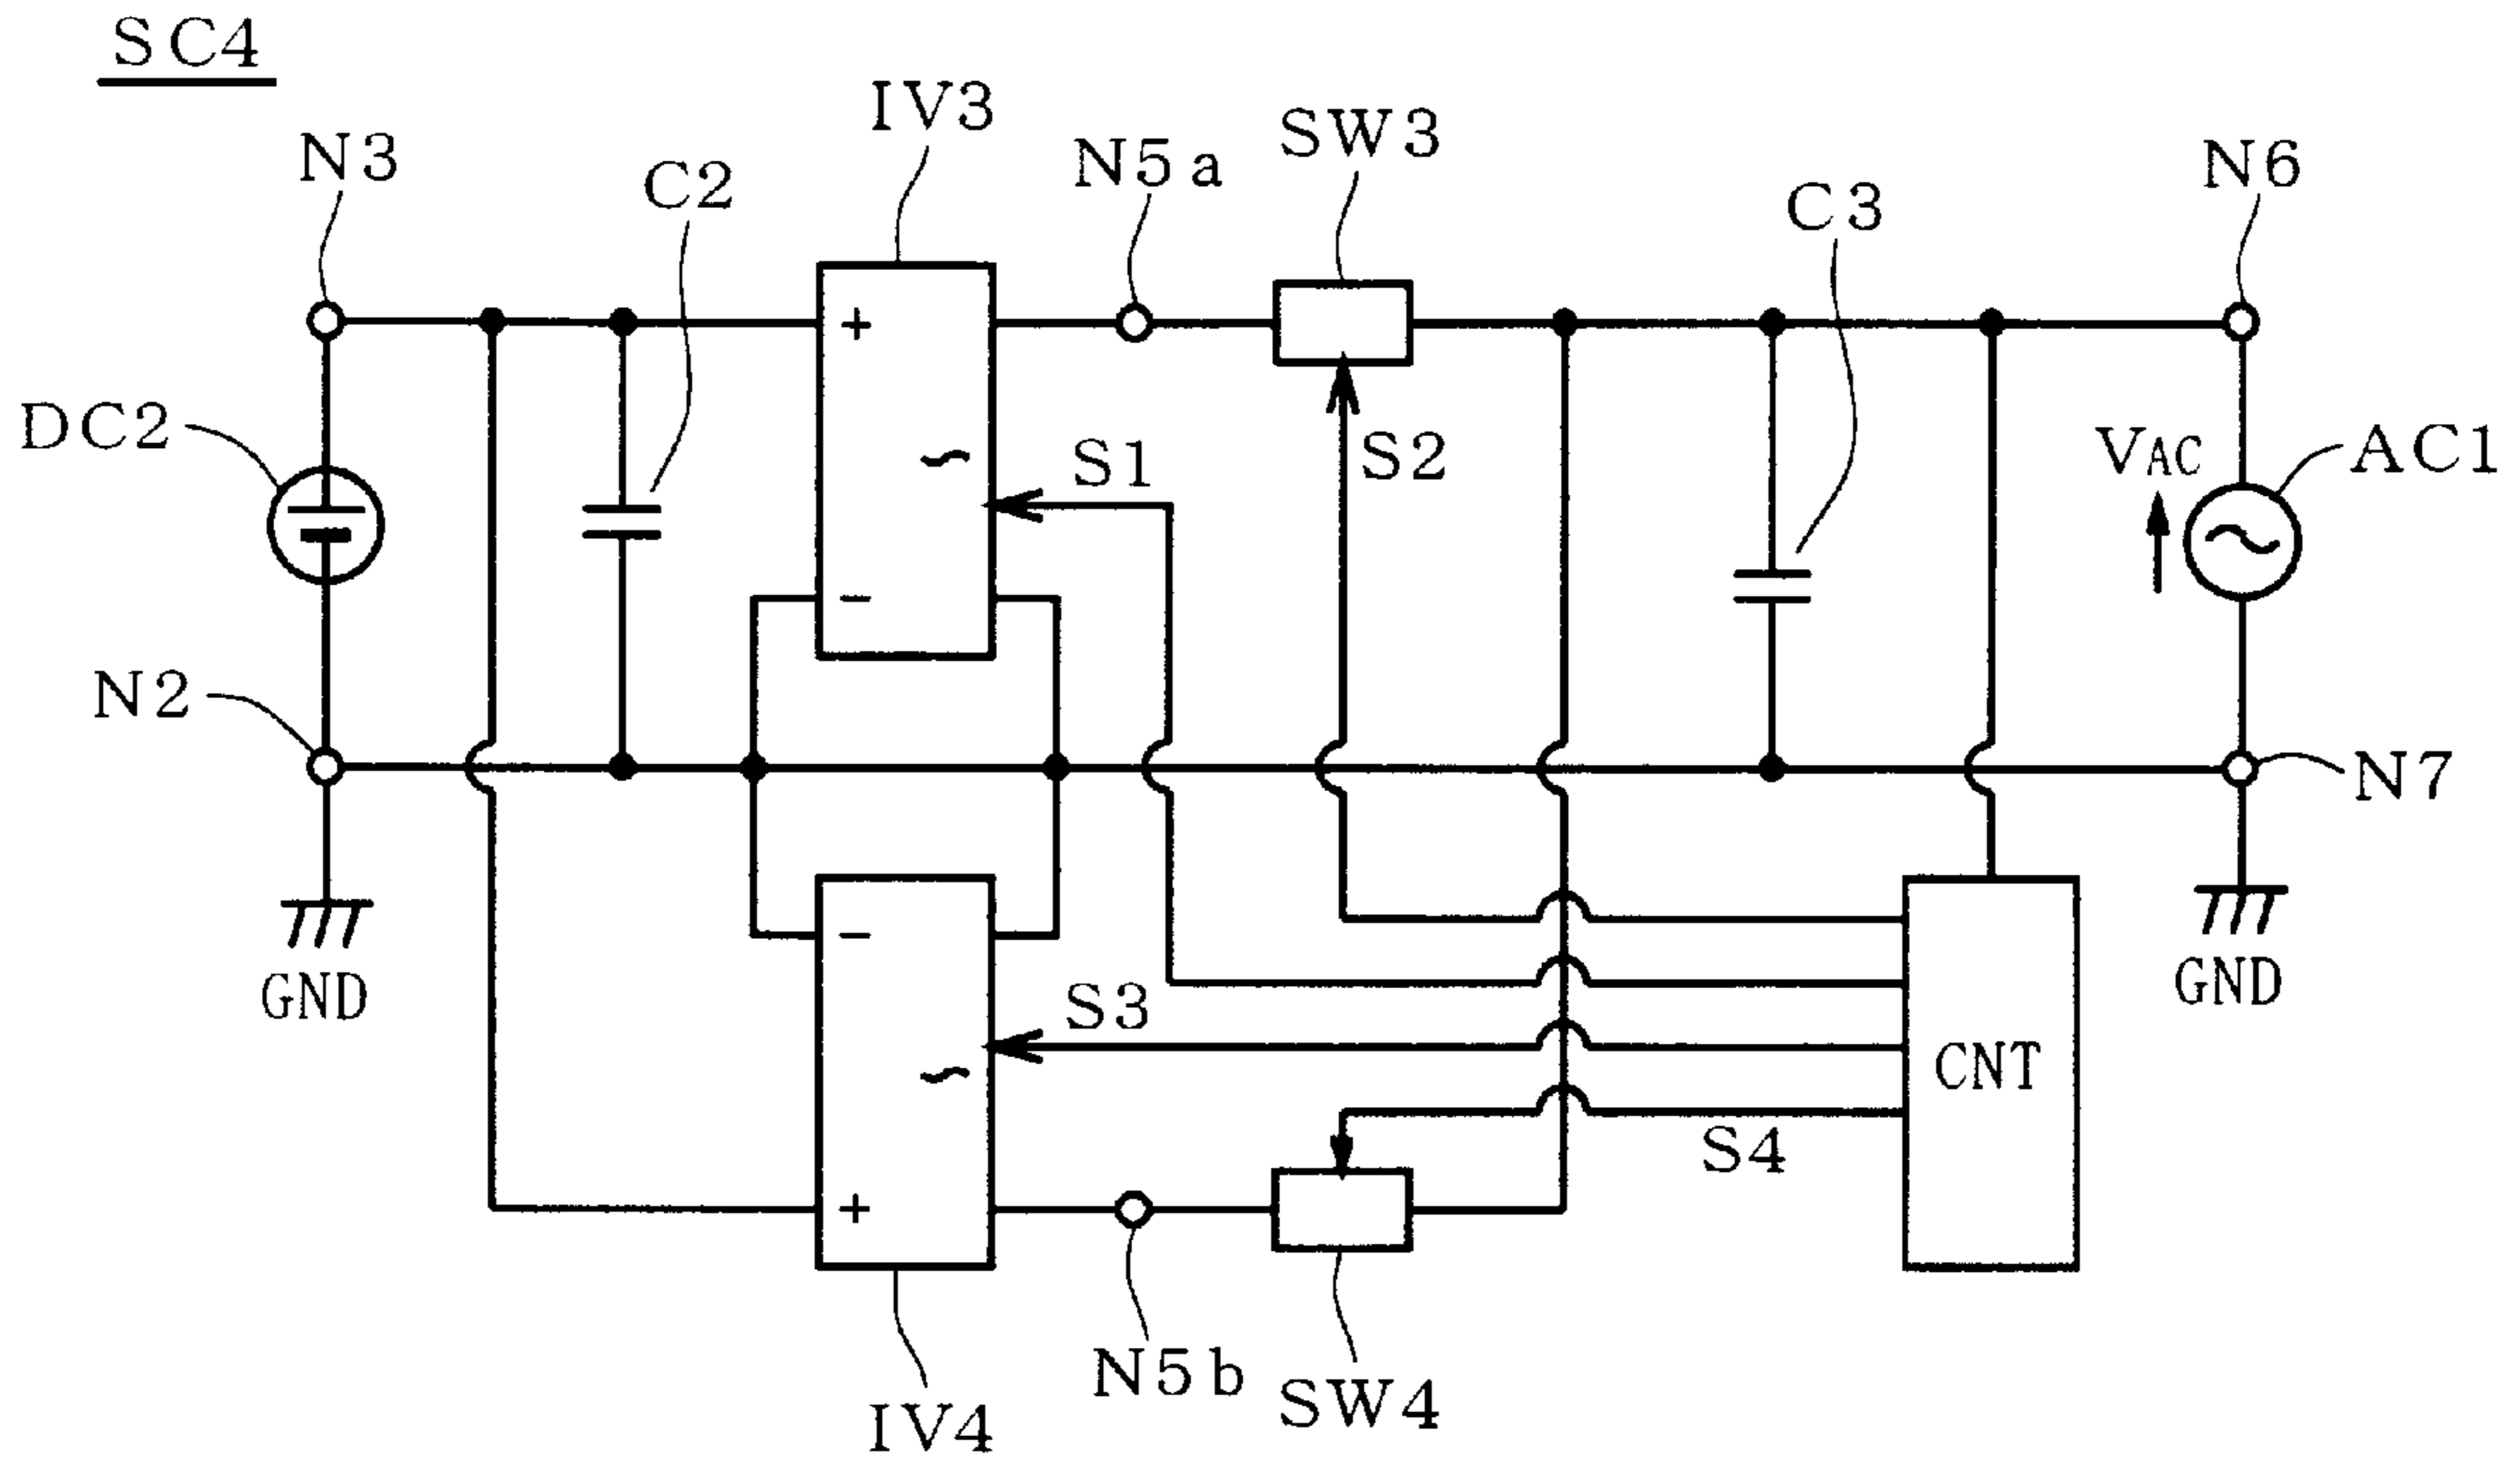 SC4
IV3
SW3
N3
N5a
N6
C2
C3
DC2
+
S1
S2
VAC
AC1
~
~
−
N2
N7
−
GND
GND
S3
CNT
~
S4
+
N5b
SW4
IV4